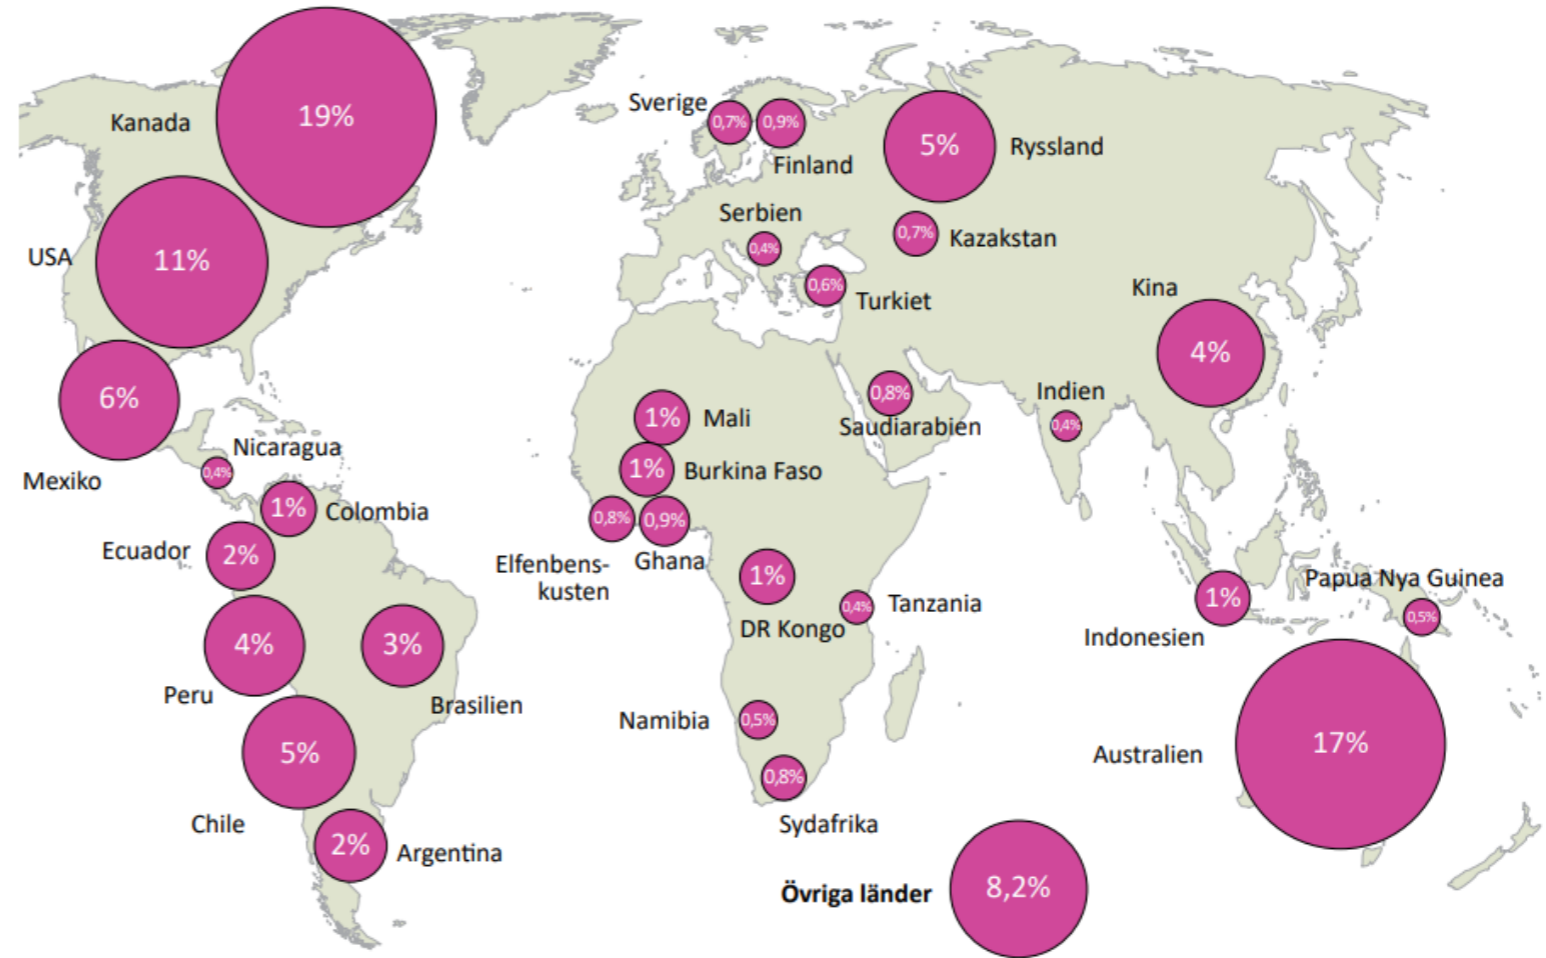 Kanada
19%
USA
11%
6%
Mexiko
Nicaragua
0,4%
1%
Colombia
Ecuador
2%
4%
Peru
3%
Brasilien
5%
Chile
2%
Argentina
Sverige
0,7%
0,9%
Finland
5%
Ryssland
Serbien
0,4%
0,7%
Kazakstan
0,6%
Turkiet
Kina
4%
1%
Mali
0,8%
Saudiarabien
Indien
0,4%
1%
Burkina Faso
0,8%
0,9%
Elfenbens-
kusten
Ghana
1%
DR Kongo
0,4%
Tanzania
1%
Indonesien
Papua Nya Guinea
0,5%
Namibia
0,5%
0,8%
Sydafrika
Australien
17%
Övriga länder
8,2%